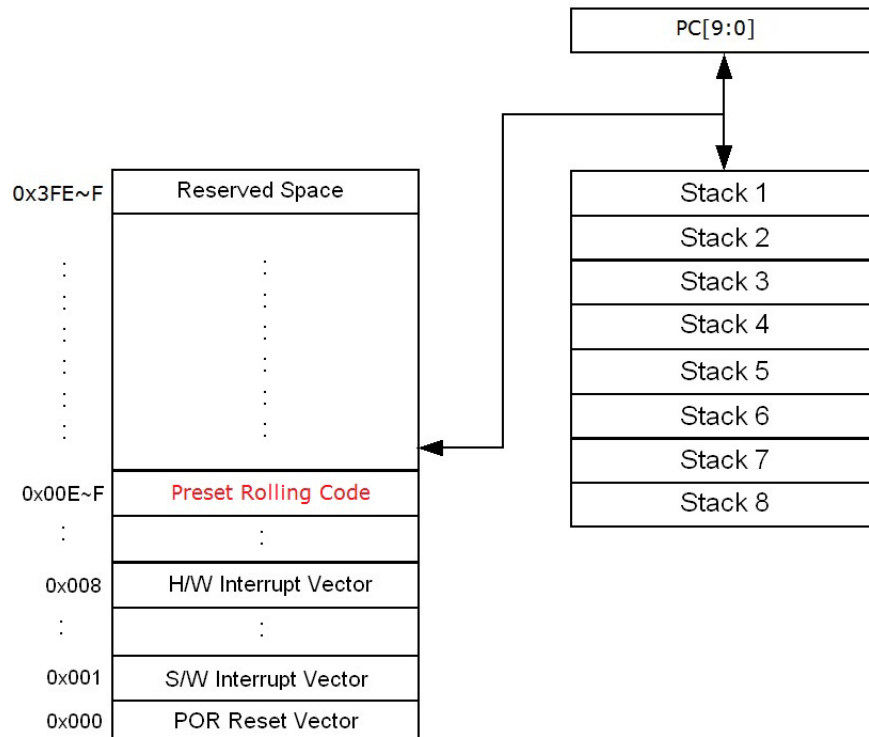 PC[9:0]
0x3FE~F Reserved Space
0x00E~F Preset Rolling Code
0x008 H/W Interrupt Vector
0x001 S/W Interrupt Vector
0x000 POR Reset Vector
Stack 1
Stack 2
Stack 3
Stack 4
Stack 5
Stack 6
Stack 7
Stack 8